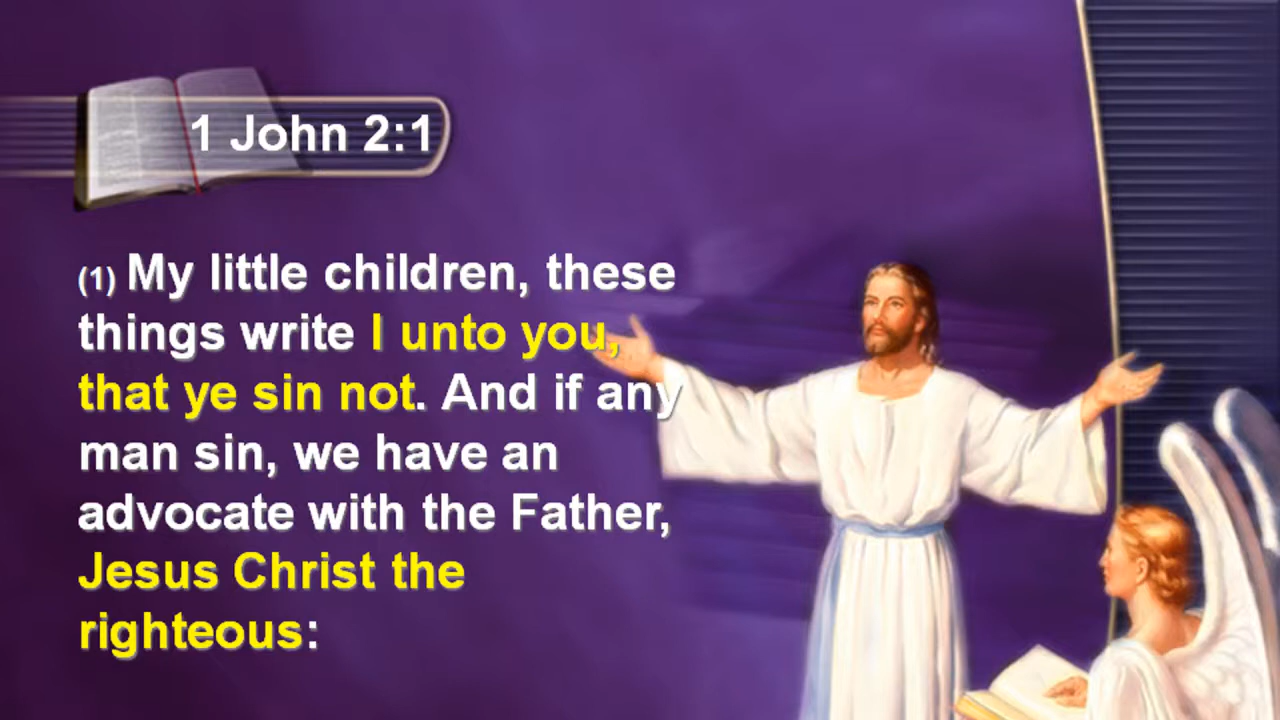 1 John 2:1
(1) My little children, these
things write I unto you,
that ye sin not. And if any
man sin, we have an
advocate with the Father,
Jesus Christ the
righteous: